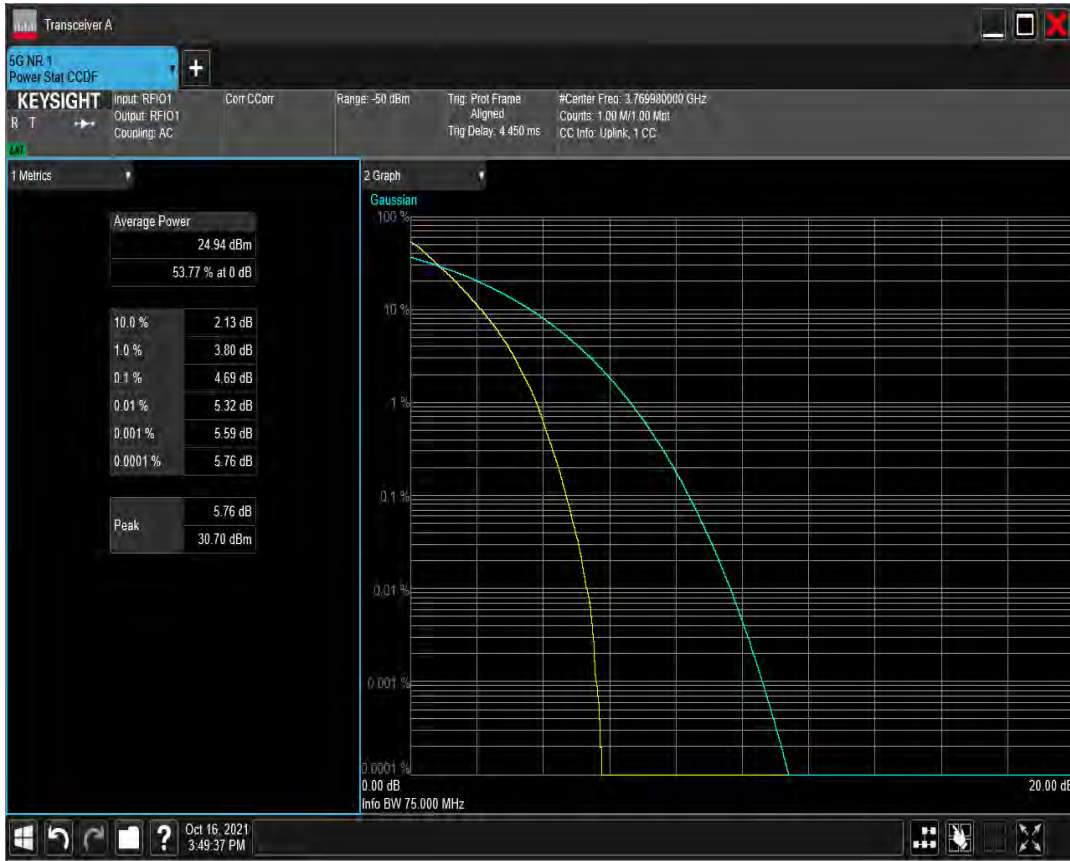 Transceiver A
5G NR 1
Power Stat CCDF
+
KEYSIGHT
R T
Input: RFIO1
Output: RFIO1
Coupling: AC
Corr CCorr
Range: -50 dBm
Trig: Prot Frame
Aligned
Trig Delay: 4.450 ms
#Center Freq: 3.769980000 GHz
Counts: 1.00 M/1.00 Mpt
CC Info: Uplink, 1 CC
1 Metrics
Average Power
24.94 dBm
53.77 % at 0 dB
10.0 % 2.13 dB
1.0 % 3.80 dB
0.1 % 4.69 dB
0.01 % 5.32 dB
0.001 % 5.59 dB
0.0001 % 5.76 dB
Peak
5.76 dB
30.70 dBm
2 Graph
Gaussian
100 %
10 %
1 %
0.1 %
0.01 %
0.001 %
0.0001 %
0.00 dB
20.00 dB
Info BW 75.000 MHz
?
Oct 16, 2021
3:49:37 PM